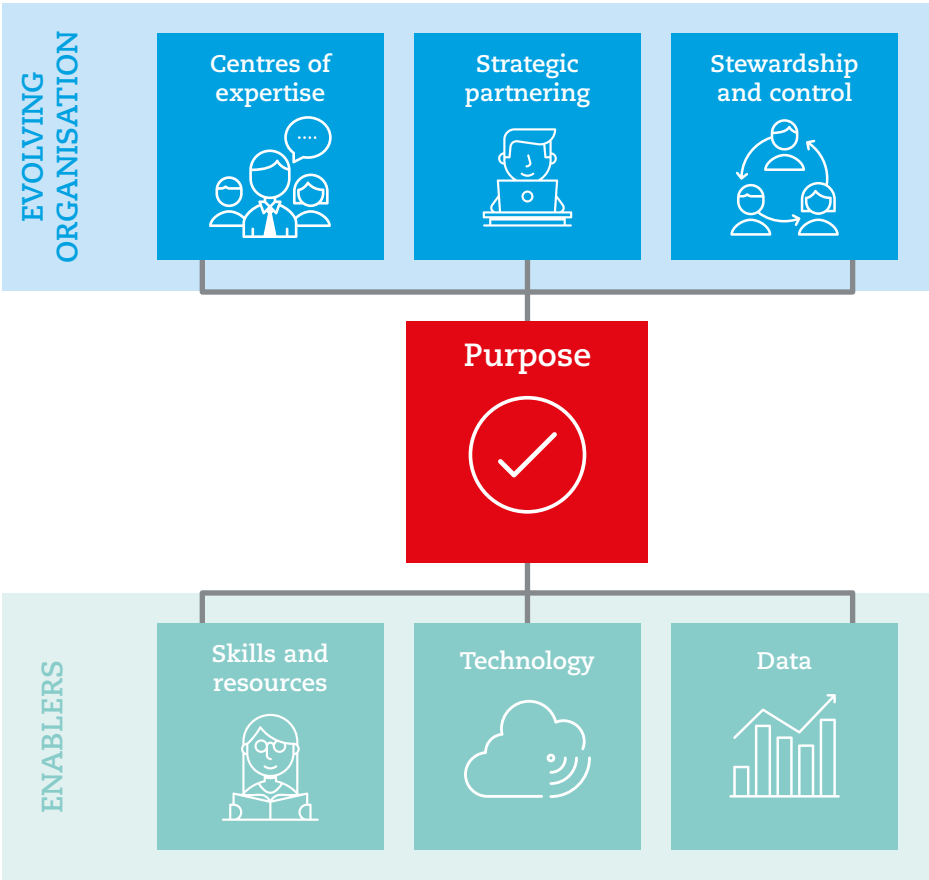 EVOLVING
ORGANISATION
Centres of
expertise
Strategic
partnering
Stewardship
and control
Purpose
ENABLERS
Skills and
resources
Technology
Data